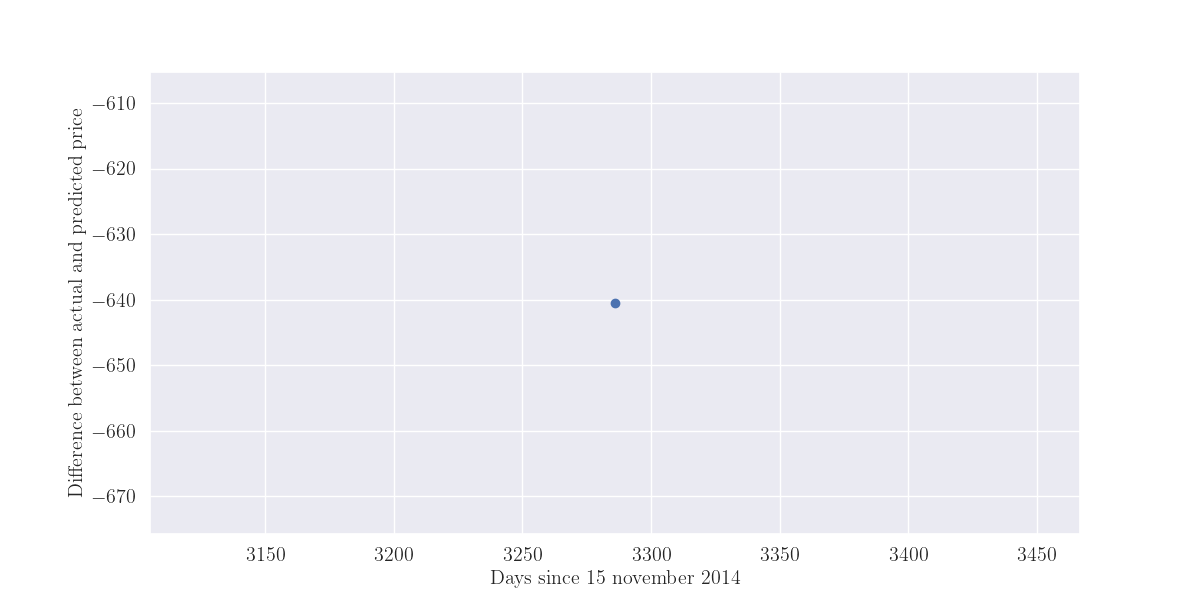 Difference between actual and predicted price
−610
−620
−630
−640
−650
−660
−670
3150 3200 3250 3300 3350 3400 3450
Days since 15 november 2014